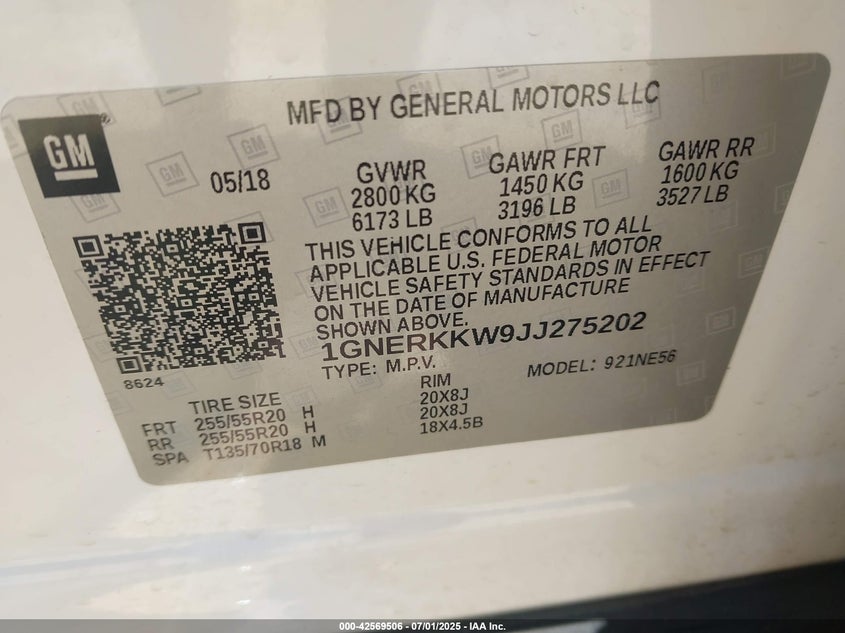 MFD BY GENERAL MOTORS LLC
GM®
05/18
GVWR
2800 KG
6173 LB
GAWR FRT
1450 KG
3196 LB
GAWR RR
1600 KG
3527 LB
THIS VEHICLE CONFORMS TO ALL
APPLICABLE U.S. FEDERAL MOTOR
VEHICLE SAFETY STANDARDS IN EFFECT
ON THE DATE OF MANUFACTURE
SHOWN ABOVE.
1GNERKKW9JJ275202
TYPE: M.P.V. MODEL: 921NE56
8624
TIRE SIZE RIM
FRT 255/55R20 H 20X8J
RR 255/55R20 H 20X8J
SPA T135/70R18 M 18X4.5B
000-42569506 - 07/01/2025 - IAA Inc.